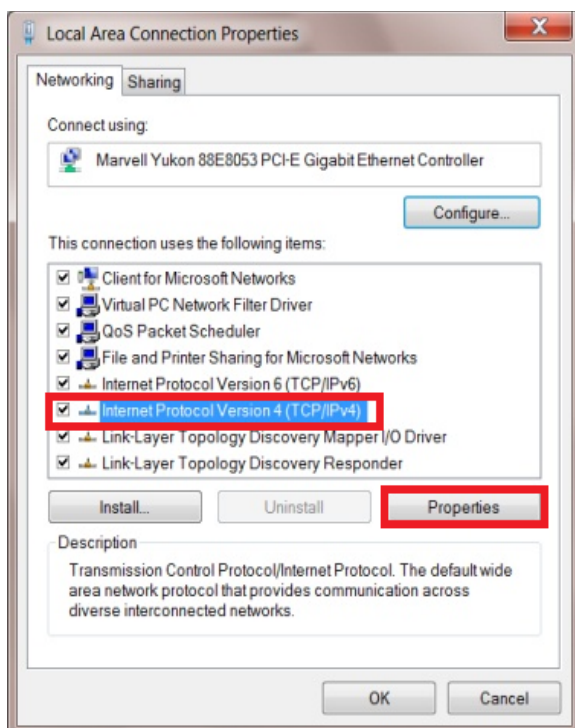 Local Area Connection Properties
Networking Sharing
Connect using:
Marvell Yukon 88E8053 PCI-E Gigabit Ethernet Controller
Configure...
This connection uses the following items:
Client for Microsoft Networks
Virtual PC Network Filter Driver
QoS Packet Scheduler
File and Printer Sharing for Microsoft Networks
Internet Protocol Version 6 (TCP/IPv6)
Internet Protocol Version 4 (TCP/IPv4)
Link-Layer Topology Discovery Mapper I/O Driver
Link-Layer Topology Discovery Responder
Install... Uninstall Properties
Description
Transmission Control Protocol/Internet Protocol. The default wide
area network protocol that provides communication across
diverse interconnected networks.
OK Cancel